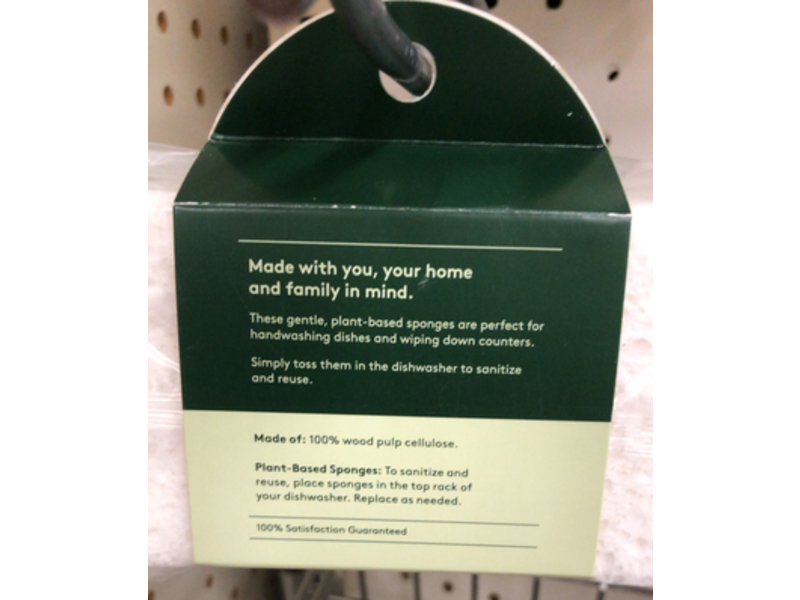 Made with you, your home
and family in mind.
These gentle, plant-based sponges are perfect for
handwashing dishes and wiping down counters.
Simply toss them in the dishwasher to sanitize
and reuse.
Made of: 100% wood pulp cellulose.
Plant-Based Sponges: To sanitize and
reuse, place sponges in the top rack of
your dishwasher. Replace as needed.
100% Satisfaction Guaranteed